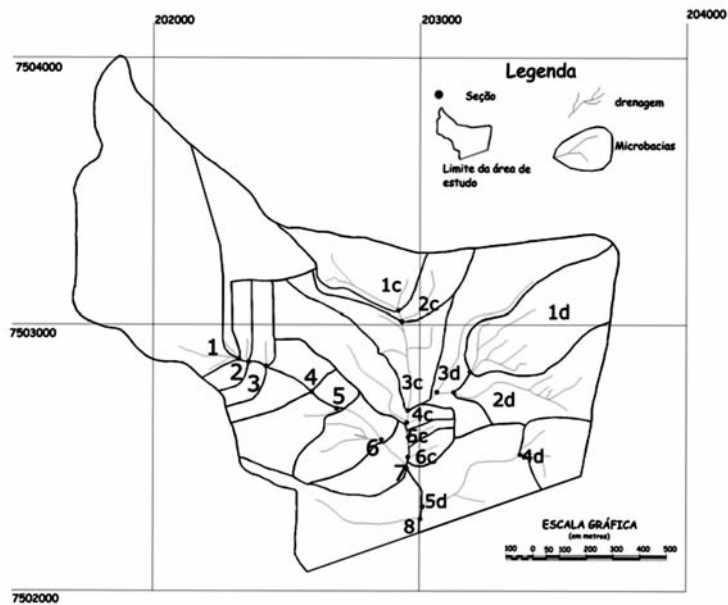 202000
203000
204000
7504000
Legenda
Seção
drenagem
Limite da área de
estudo
Microbacias
1c
2c
7503000
1d
1
2
3
4
5
3c
3d
2d
4c
6c
6c
6
7
4d
5d
8
ESCALA GRÁFICA
(em metros)
100 0 50 100 200 300 400 500
7502000